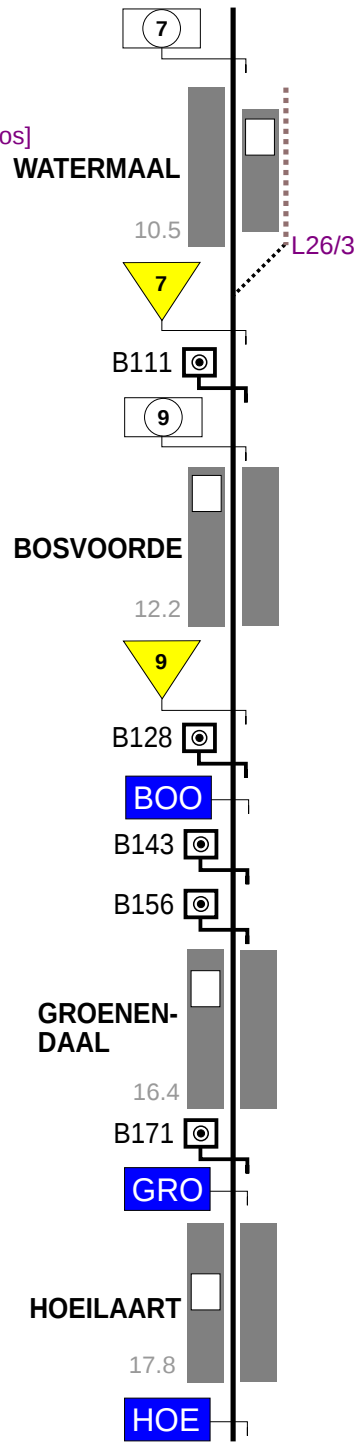 7
os]
WATERMAAL
10.5
L26/3
7
B111
9
BOSVOORDE
12.2
9
B128
BOO
B143
B156
GROENEN-
DAAL
16.4
B171
GRO
HOEILAART
17.8
HOE